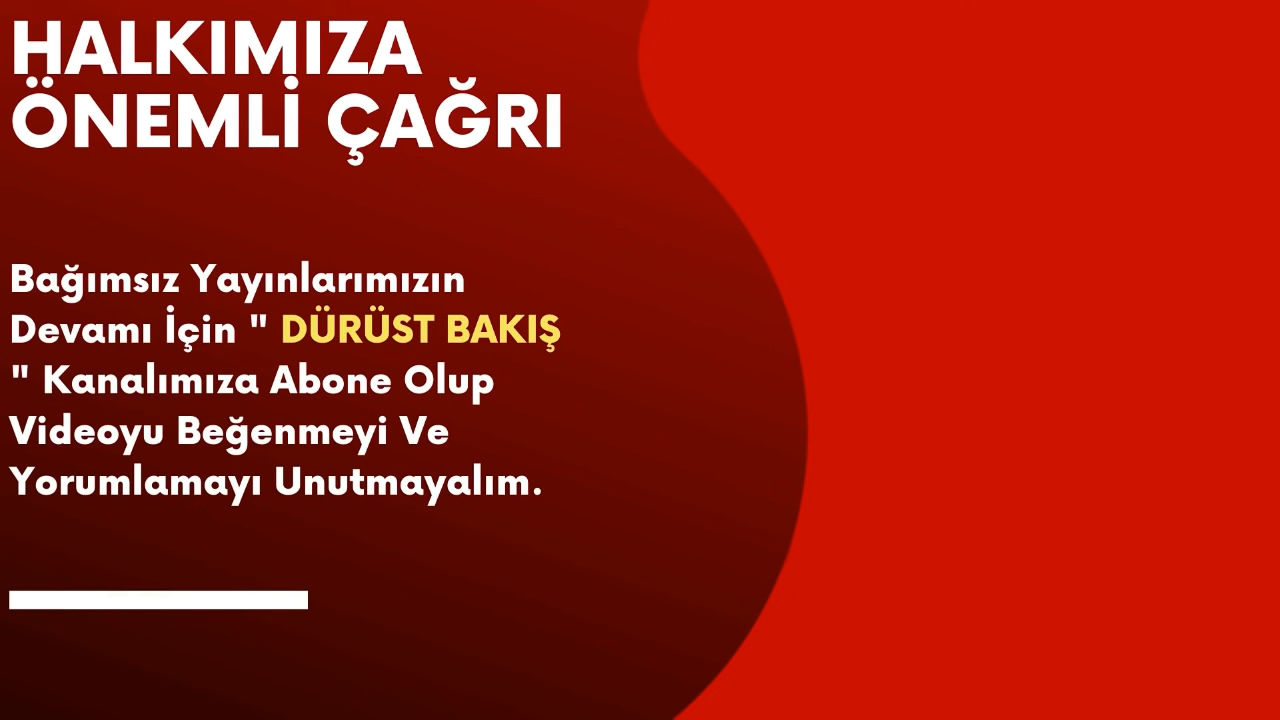 HALKIMIZA
ÖNEMLİ ÇAĞRI
Bağımsız Yayınlarımızın
Devamı İçin " DÜRÜST BAKIŞ
" Kanalımıza Abone Olup
Videoyu Beğenmeyi Ve
Yorumlamayı Unutmayalım.